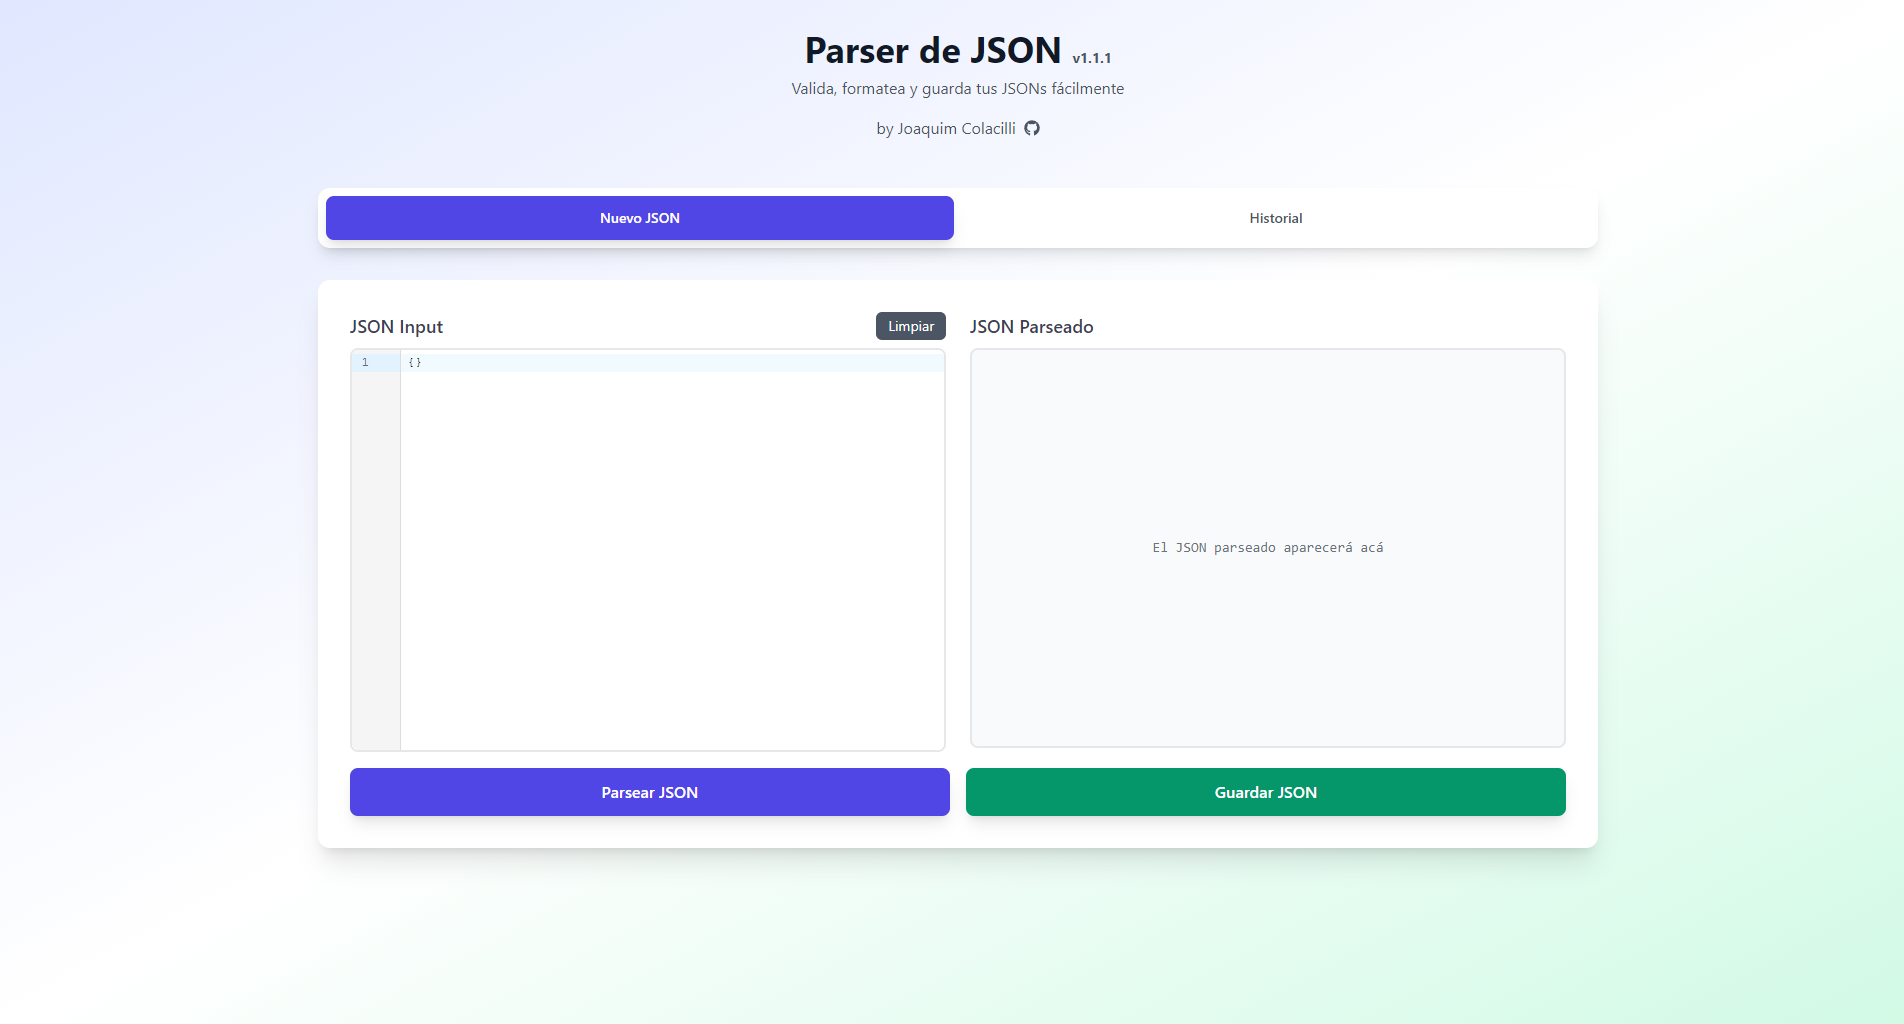 Parser de JSON v1.1.1
Valida, formatea y guarda tus JSONs fácilmente
by Joaquim Colacilli
Nuevo JSON
Historial
JSON Input
Limpiar
1
{}
JSON Parseado
El JSON parseado aparecerá acá
Parsear JSON
Guardar JSON